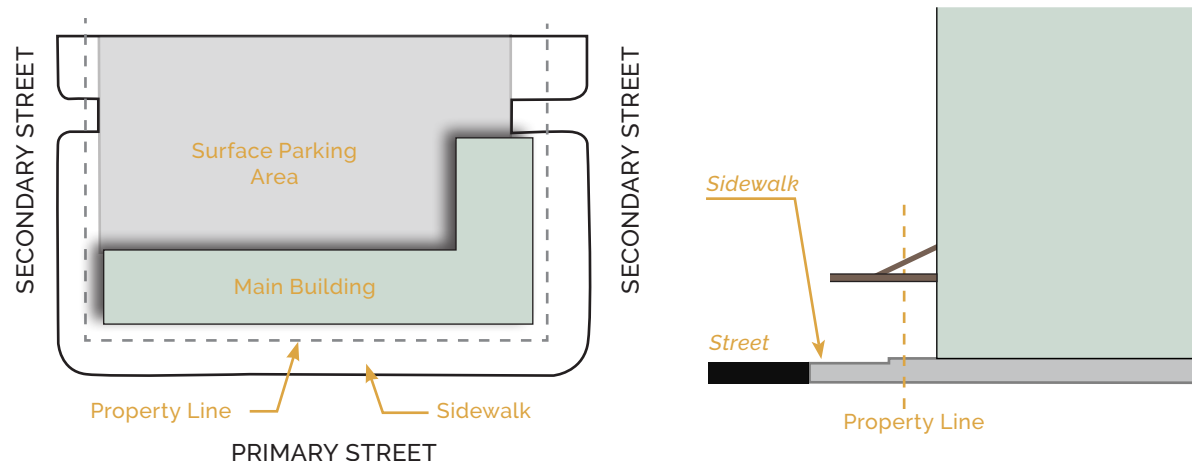 SECONDARY STREET
Surface Parking
Area
Main Building
Property Line
Sidewalk
PRIMARY STREET
SECONDARY STREET
Sidewalk
Street
Property Line